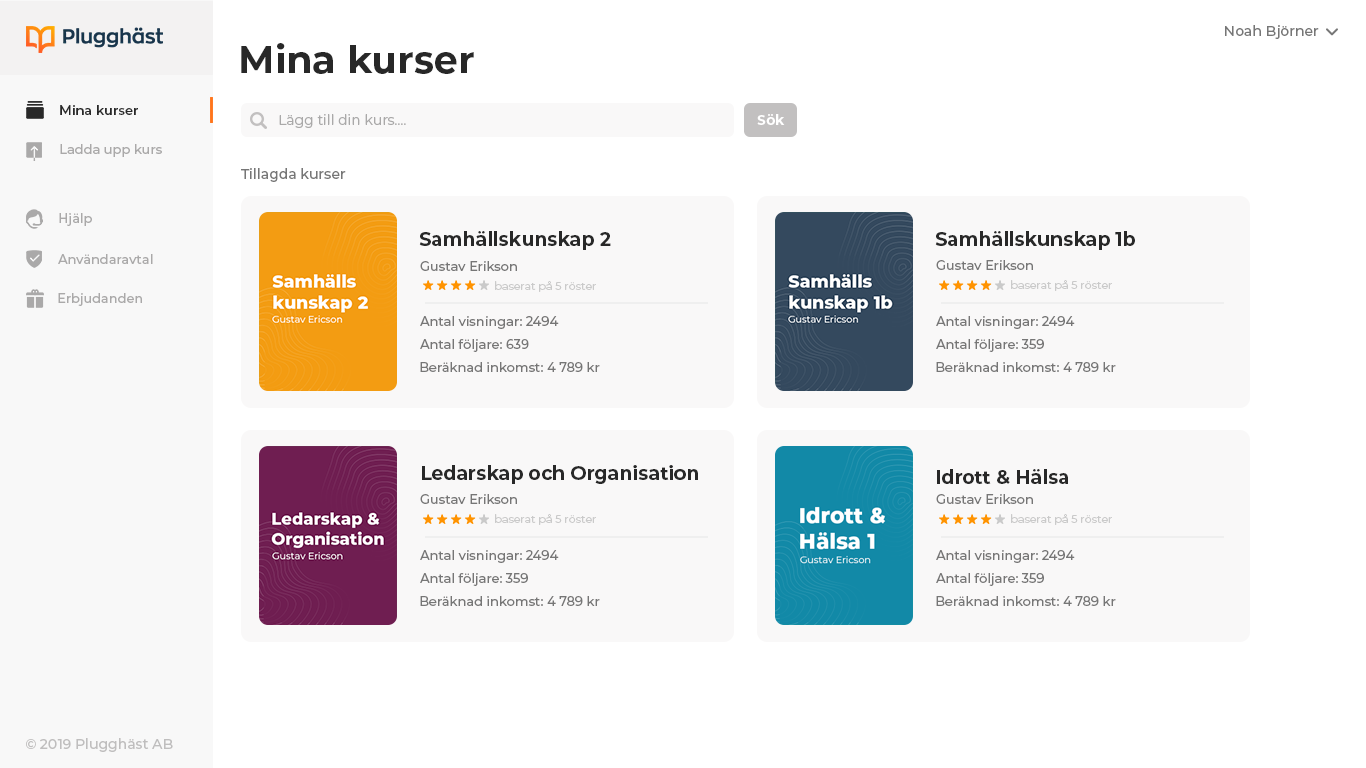 Plugghäst
Noah Björner
Mina kurser
Mina kurser
Ladda upp kurs
Hjälp
Användaravtal
Erbjudanden
Lägg till din kurs....
Sök
Tillagda kurser
Samhälls
kunskap 2
Gustav Ericson
Samhällskunskap 2
Gustav Erikson
baserat på 5 röster
Antal visningar: 2494
Antal följare: 639
Beräknad inkomst: 4 789 kr
Samhälls
kunskap 1b
Gustav Ericson
Samhällskunskap 1b
Gustav Erikson
baserat på 5 röster
Antal visningar: 2494
Antal följare: 359
Beräknad inkomst: 4 789 kr
Ledarskap &
Organisation
Gustav Ericson
Ledarskap och Organisation
Gustav Erikson
baserat på 5 röster
Antal visningar: 2494
Antal följare: 359
Beräknad inkomst: 4 789 kr
Idrott &
Hälsa 1
Gustav Ericson
Idrott & Hälsa
Gustav Erikson
baserat på 5 röster
Antal visningar: 2494
Antal följare: 359
Beräknad inkomst: 4 789 kr
© 2019 Plugghäst AB